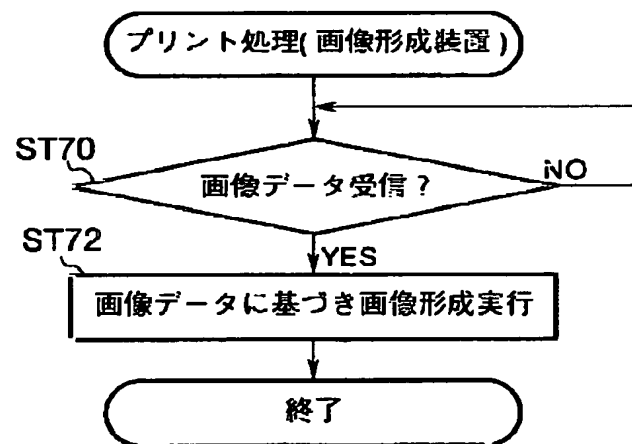 プリント処理(画像形成装置)
ST70
画像データ受信?
NO
YES
ST72
画像データに基づき画像形成実行
終了